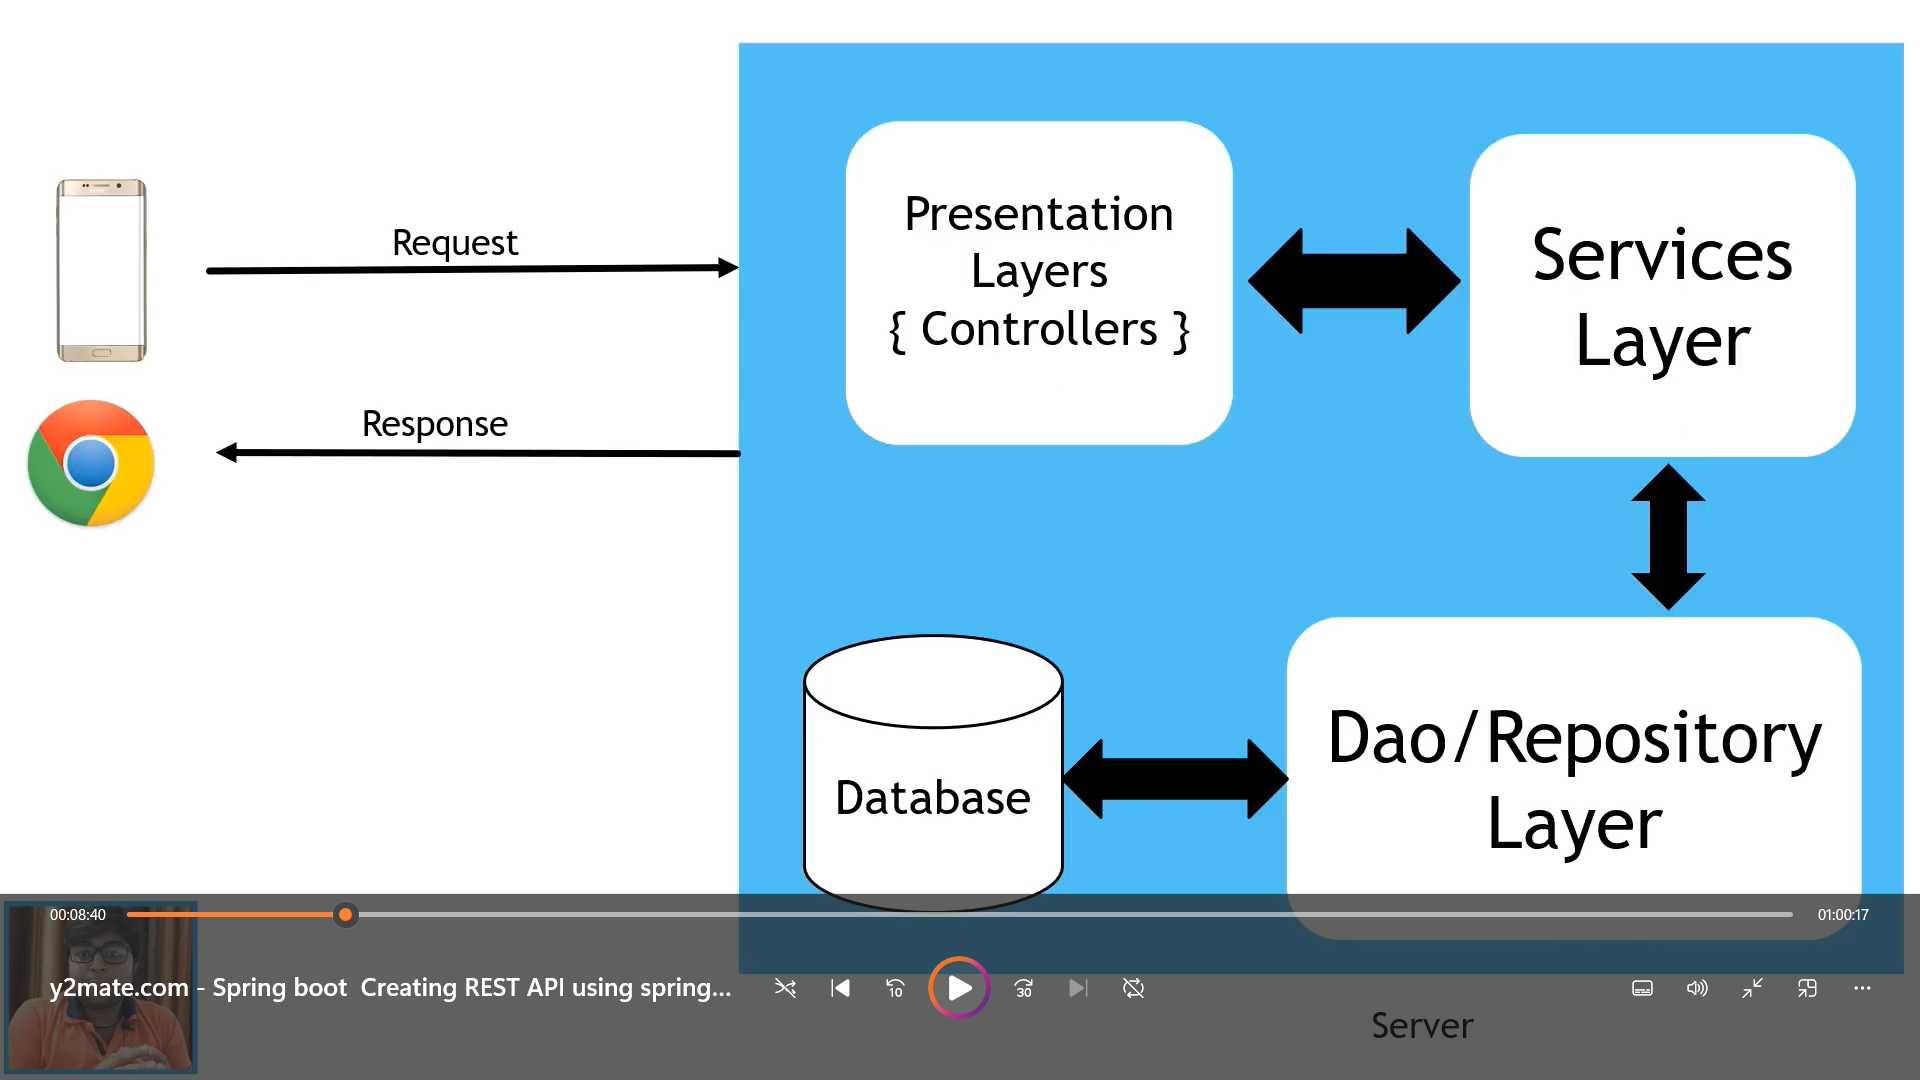 Request
Response
Presentation
Layers
{ Controllers }
Services
Layer
Dao/Repository
Layer
Database
00:08:40
01:00:17
y2mate.com - Spring boot  Creating REST API using spring...
10
30
Server